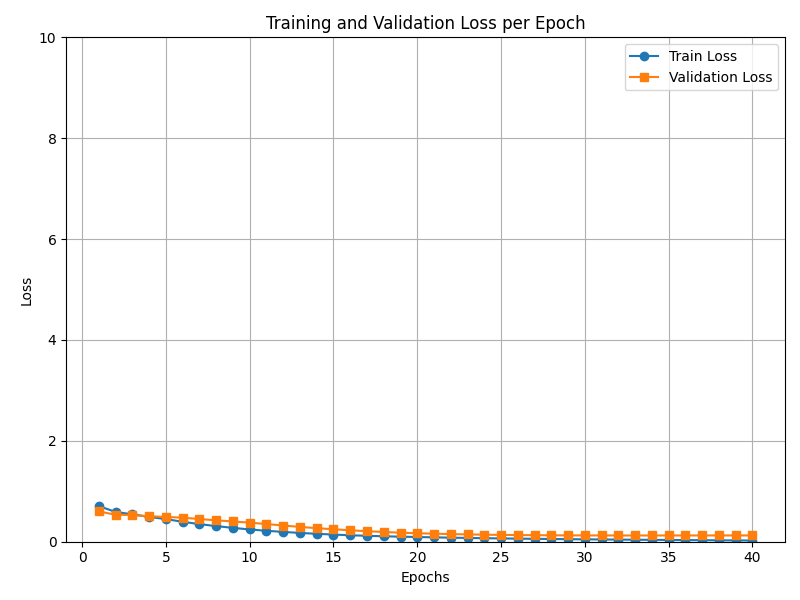 Training and Validation Loss per Epoch
10
8
6
4
2
0
Loss
Train Loss
Validation Loss
0 5 10 15 20 25 30 35 40
Epochs